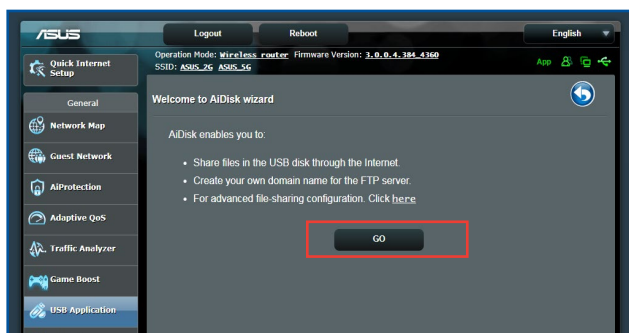 ASUS
Logout
Reboot
English
Quick Internet
Setup
Operation Mode: Wireless router Firmware Version: 3.0.0.4.384_4360
SSID: ASUS_2G ASUS_5G
App
General
Welcome to AiDisk wizard
Network Map
AiDisk enables you to:
Guest Network
Share files in the USB disk through the Internet.
Create your own domain name for the FTP server.
AiProtection
For advanced file-sharing configuration. Click here
Adaptive QoS
GO
Traffic Analyzer
Game Boost
USB Application